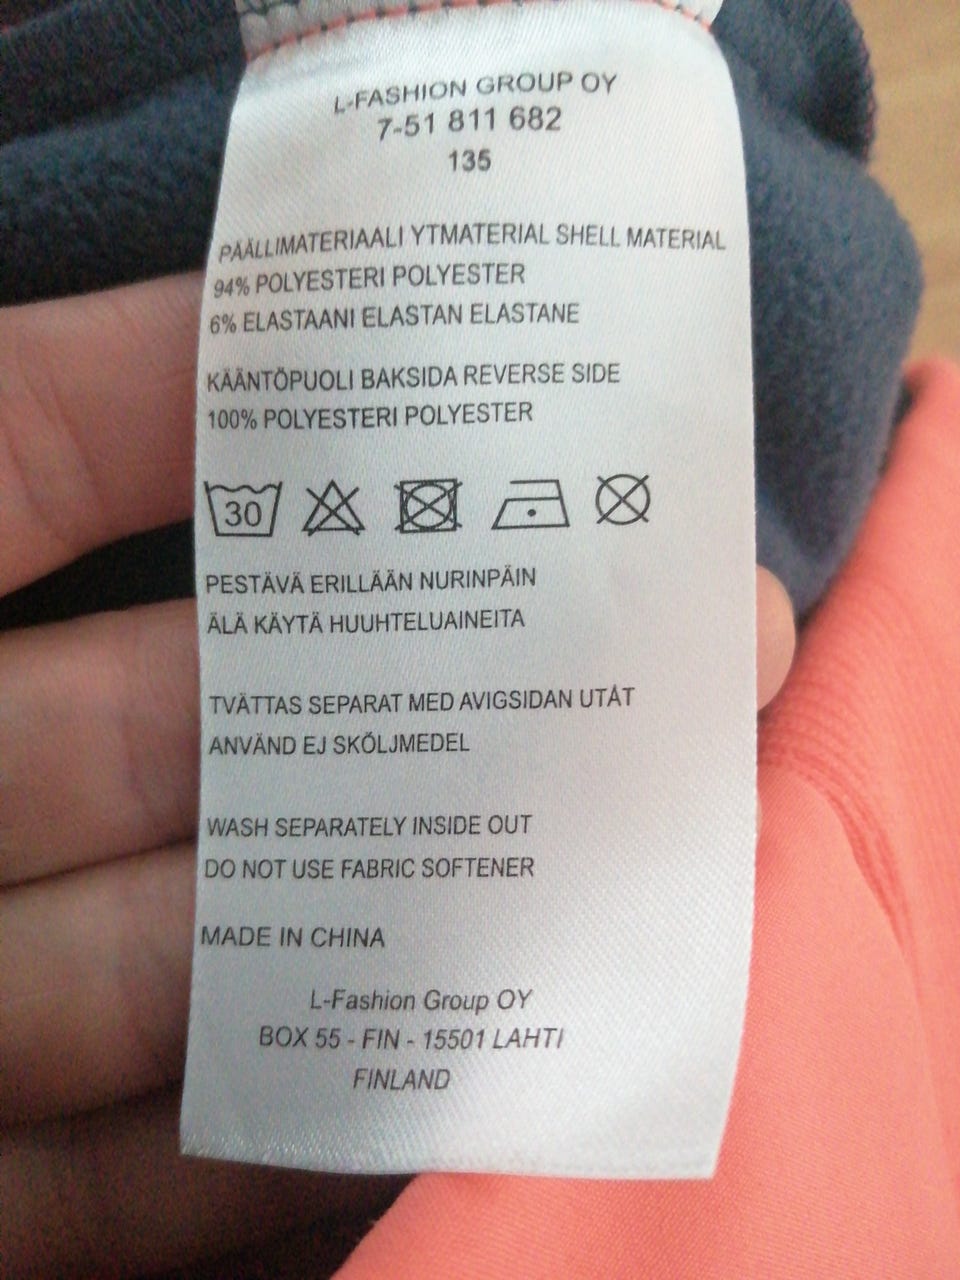 L-FASHION GROUP OY
7-51 811 682
135
PÄÄLLIMATERIAALI YTMATERIAL SHELL MATERIAL
94% POLYESTERI POLYESTER
6% ELASTAANI ELASTAN ELASTANE
KÄÄNTÖPUOLI BAKSIDA REVERSE SIDE
100% POLYESTERI POLYESTER
30
PESTÄVÄ ERILLÄÄN NURINPÄIN
ÄLÄ KÄYTÄ HUUHTELUAINEITA
TVÄTTAS SEPARAT MED AVIGSIDAN UTÅT
ANVÄND EJ SKÖLJMEDEL
WASH SEPARATELY INSIDE OUT
DO NOT USE FABRIC SOFTENER
MADE IN CHINA
L-Fashion Group OY
BOX 55 - FIN - 15501 LAHTI
FINLAND